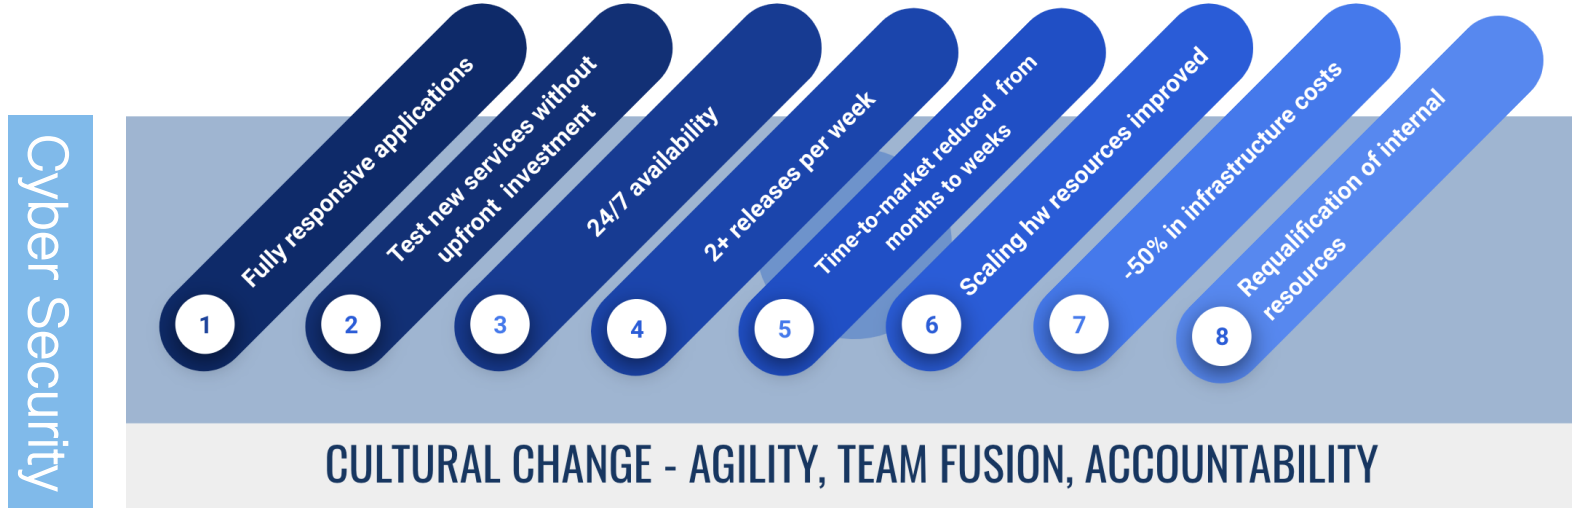 Cyber Security
1
Fully responsive applications
2
Test new services without
upfront investment
3
24/7 availability
4
2+ releases per week
5
Time-to-market reduced from
months to weeks
6
Scaling hw resources improved
7
-50% in infrastructure costs
8
Requalification of internal
resources
CULTURAL CHANGE - AGILITY, TEAM FUSION, ACCOUNTABILITY